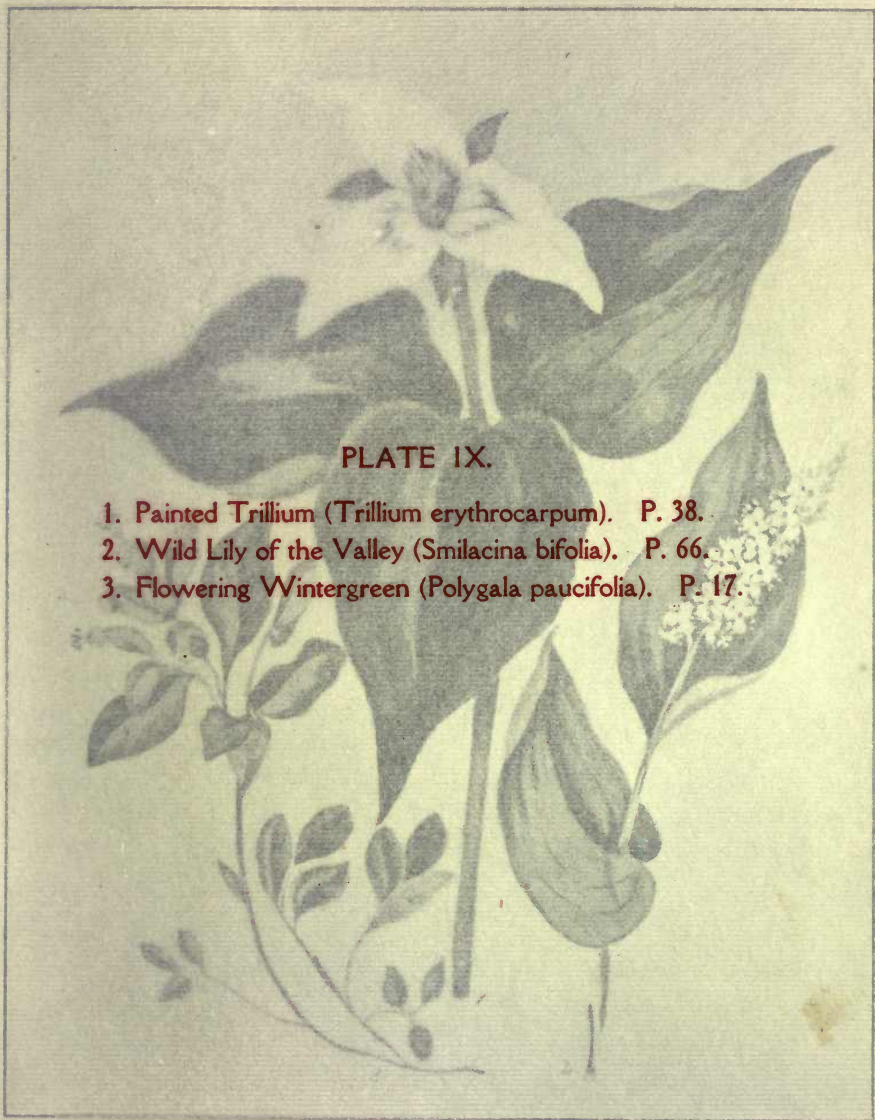 PLATE IX.
1. Painted Trillium (Trillium erythrocarpum). P. 38.
2. Wild Lily of the Valley (Smilacina bifolia). P. 66.
3. Flowering Wintergreen (Polygala paucifolia). P. 17.